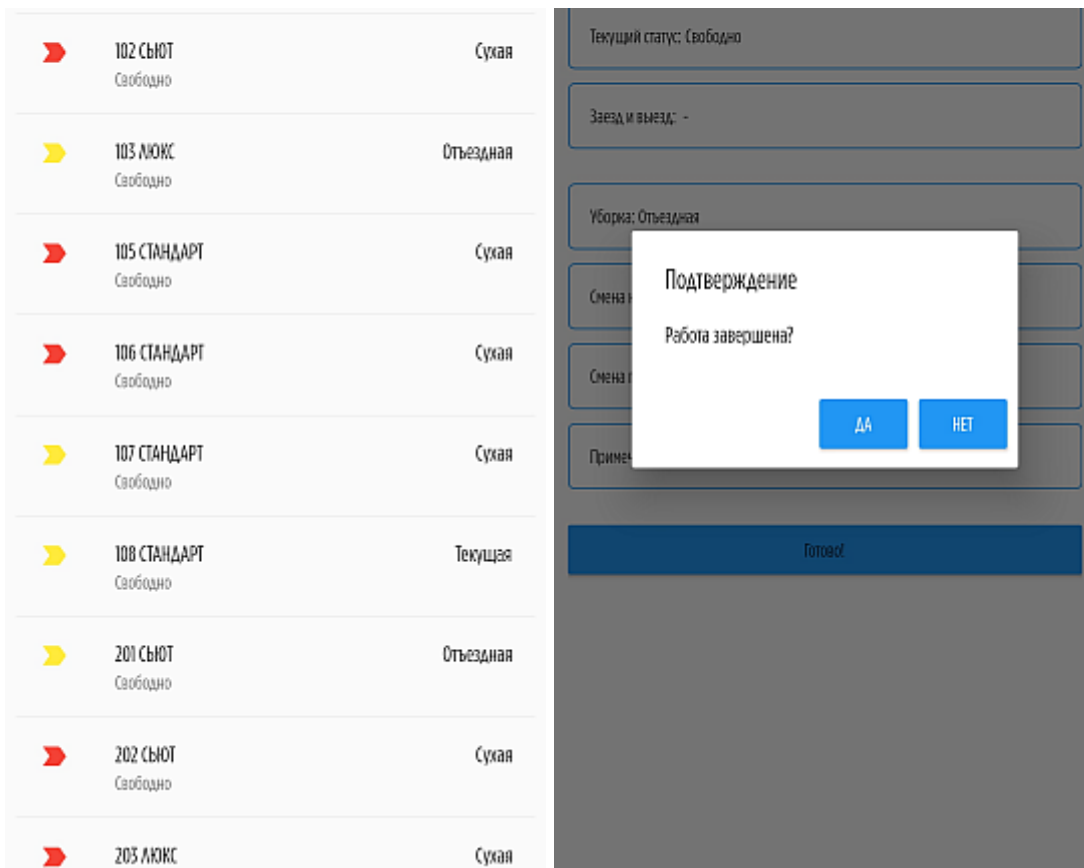 102 СЬЮТ
Сухая
Свободно
103 ЛЮКС
Отъездная
Свободно
105 СТАНДАРТ
Сухая
Свободно
106 СТАНДАРТ
Сухая
Свободно
107 СТАНДАРТ
Сухая
Свободно
108 СТАНДАРТ
Текущая
Свободно
201 СЬЮТ
Отъездная
Свободно
202 СЬЮТ
Сухая
Свободно
203 ЛЮКС
Сухая
Текущий статус: Свободно
Заезд и выезд: -
Уборка: Отъездная
Смена
Смена
Подтверждение
Работа завершена?
ДА
НЕТ
Готово!